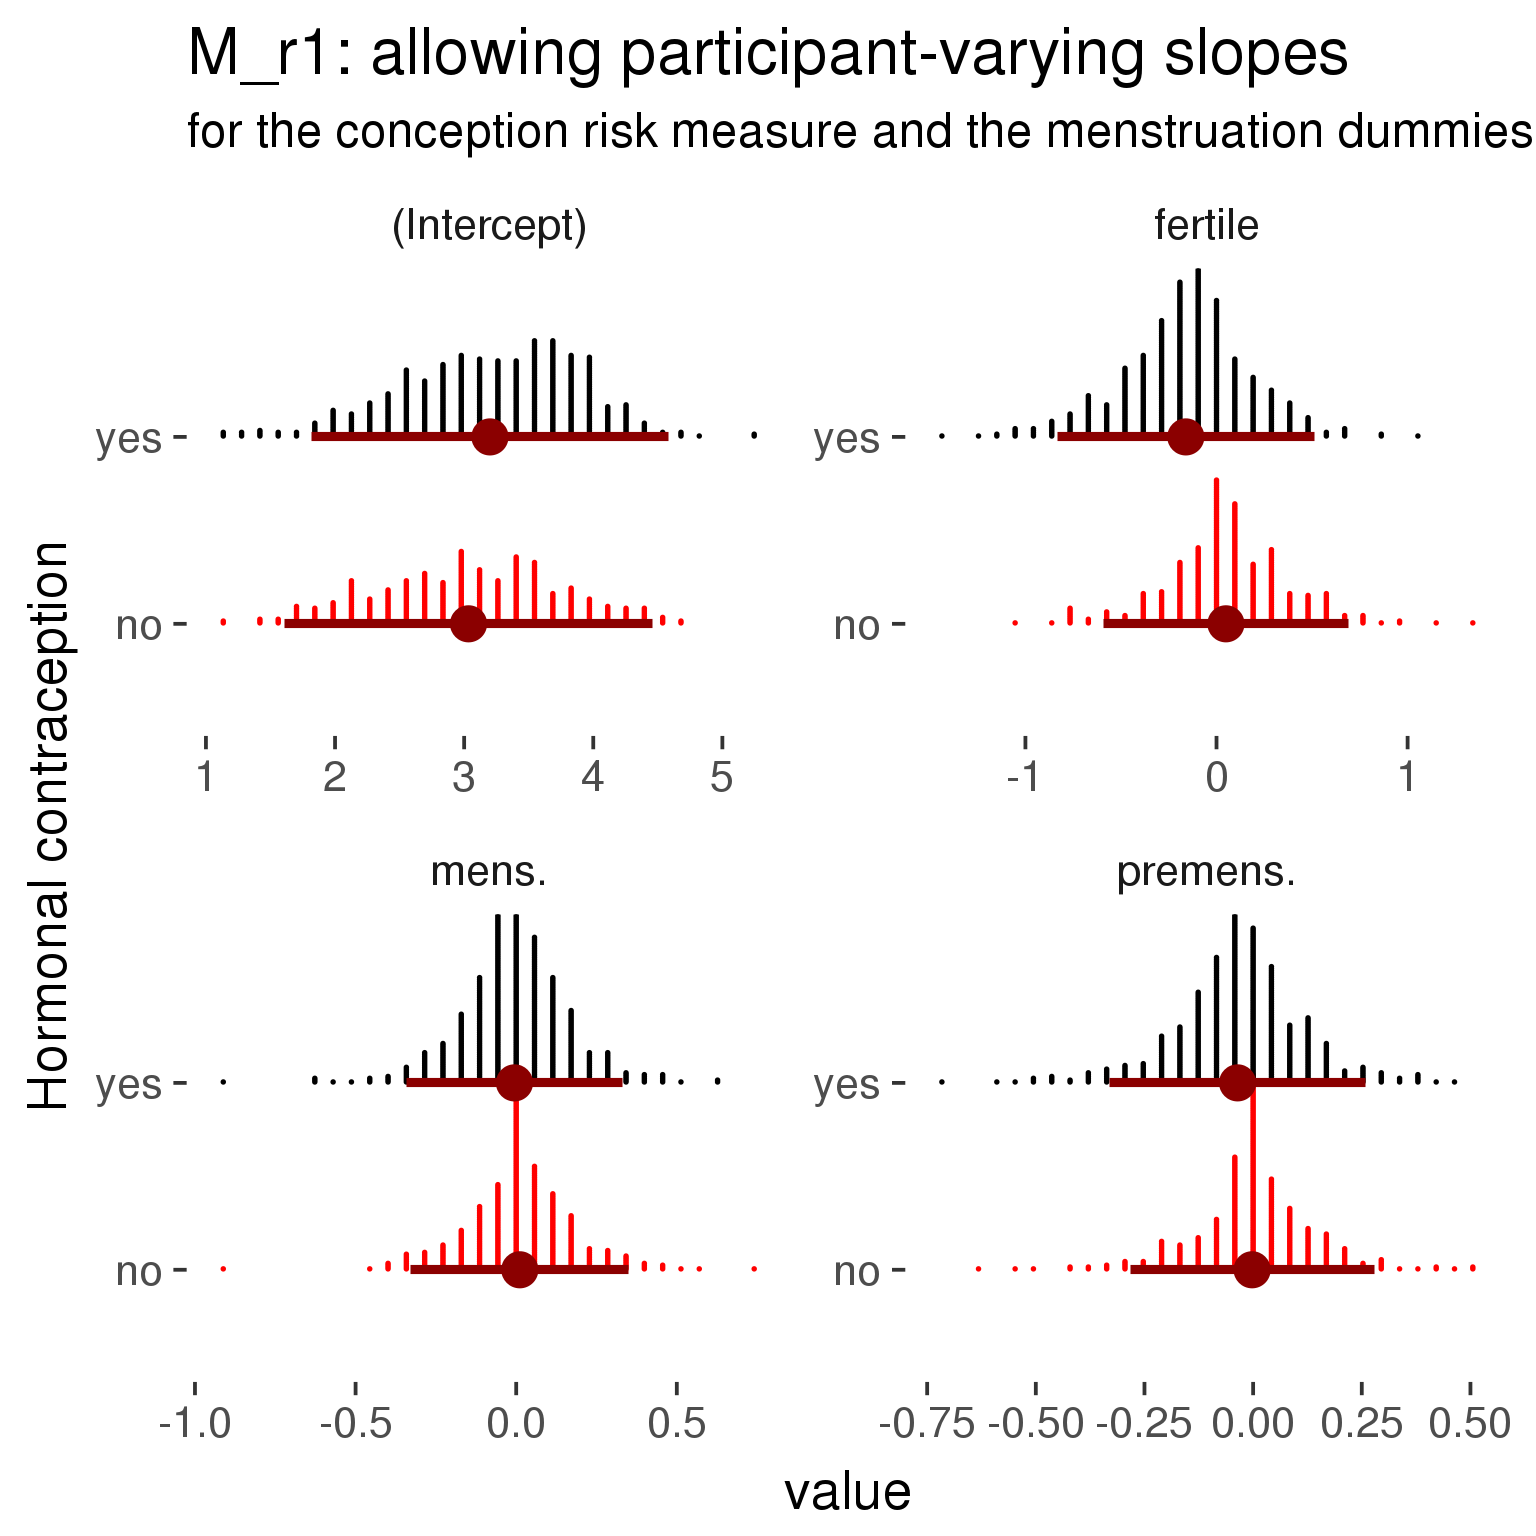 M_r1: allowing participant-varying slopes
for the conception risk measure and the menstruation dummies
(Intercept)
fertile
yes
no
yes
no
1 2 3 4 5
-1 0 1
Hormonal contraception
mens.
premens.
yes
no
yes
no
-1.0 -0.5 0.0 0.5
-0.75 -0.50 -0.25 0.00 0.25 0.50
value